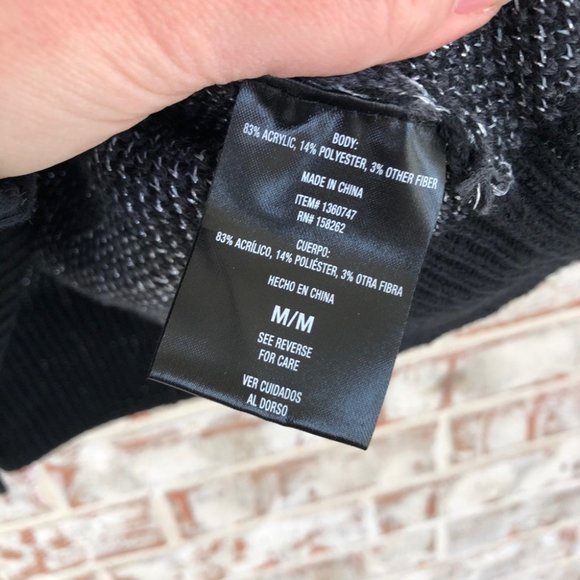 BODY:
83% ACRYLIC, 14% POLYESTER, 3% OTHER FIBER
MADE IN CHINA
ITEM# 1360747
RN# 158262
CUERPO:
83% ACRÍLICO, 14% POLIÉSTER, 3% OTRA FIBRA
HECHO EN CHINA
M/M
SEE REVERSE
FOR CARE
VER CUIDADOS
AL DORSO